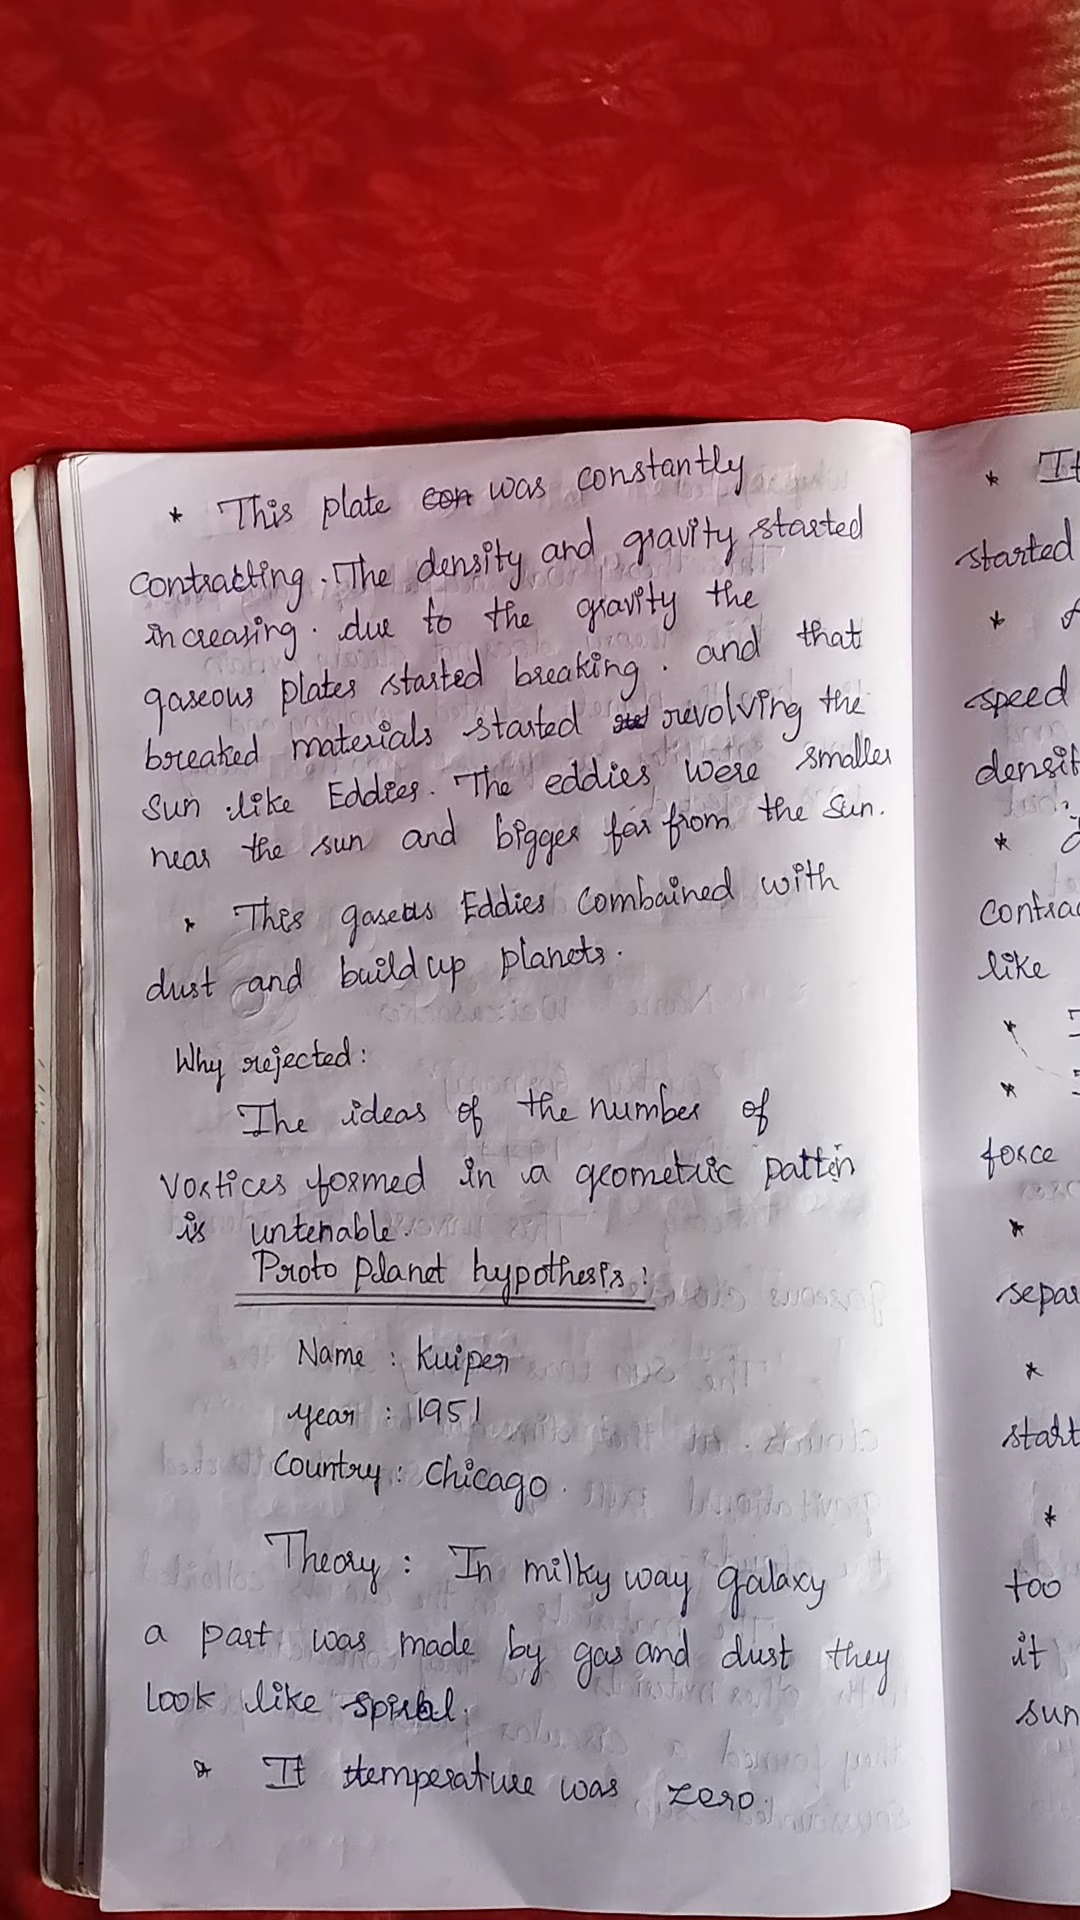 * This plate con was constantly
contracting. The density and gravity started
increasing. due to the gravity the
gaseous plates started breaking. and that
breaked materials started revolving the
Sun like Eddies. The eddies were smaller
near the sun and bigger far from the sun.
* This gaseous Eddies combained with
dust and build up planets.
Why rejected:
The ideas of the number of
vortices formed in a geometric pattin
is untenable.
Proto planet hypothesis:
Name : Kuiper
year : 1951
Country : Chicago.
Theory : In milky way galaxy
a part was made by gas and dust they
look like spiral.
* It temperature was zero.
* It
started
*
speed
densit
*
contrac
like
*
*
force
*
separ
*
start
*
too
it
sun